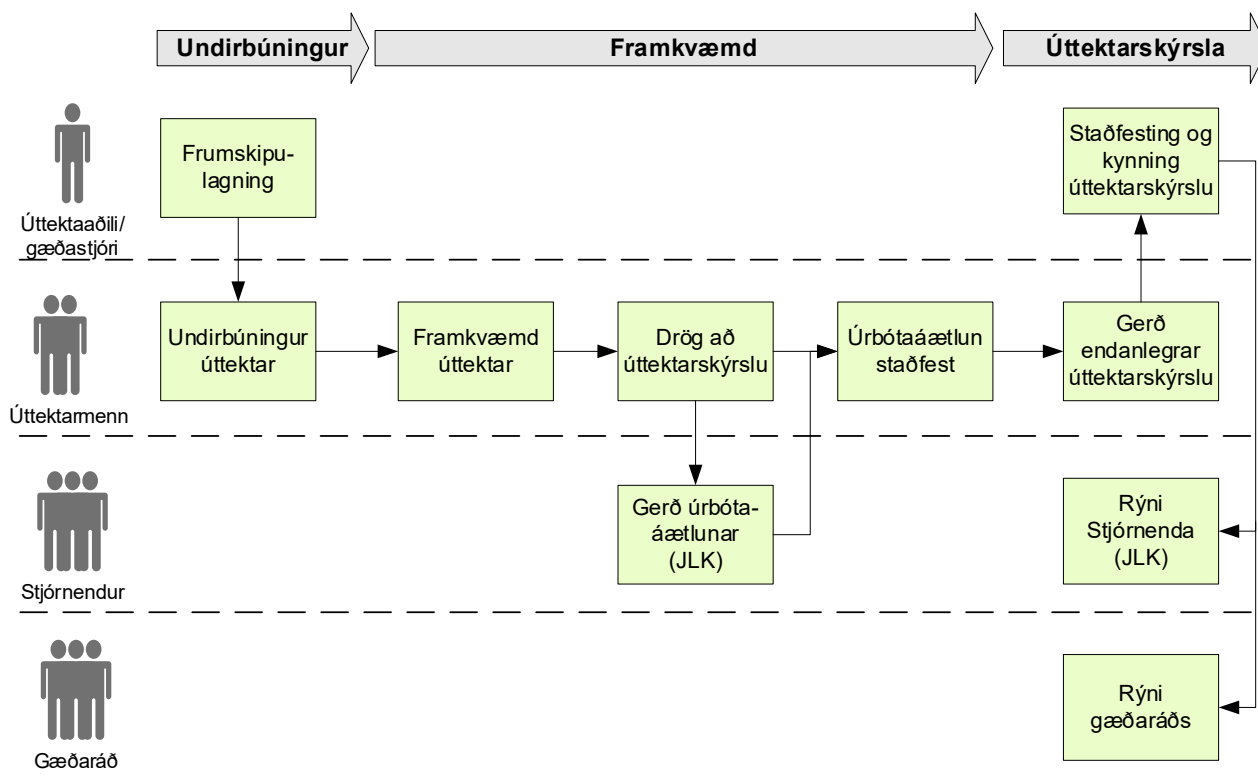 Undirbúningur
Framkvæmd
Úttektarskýrsla
Úttektaaðili/
gæðastjóri
Frumskipu-
lagning
Staðfesting og
kynning
úttektarskýrslu
Úttektarmenn
Undirbúningur
úttektar
Framkvæmd
úttektar
Drög að
úttektarskýrslu
Úrbótaáætlun
staðfest
Gerð
endanlegrar
úttektarskýrslu
Stjórnendur
Gerð úrbóta-
áætlunar
(JLK)
Rýni
Stjórnenda
(JLK)
Gæðaráð
Rýni
gæðaráðs